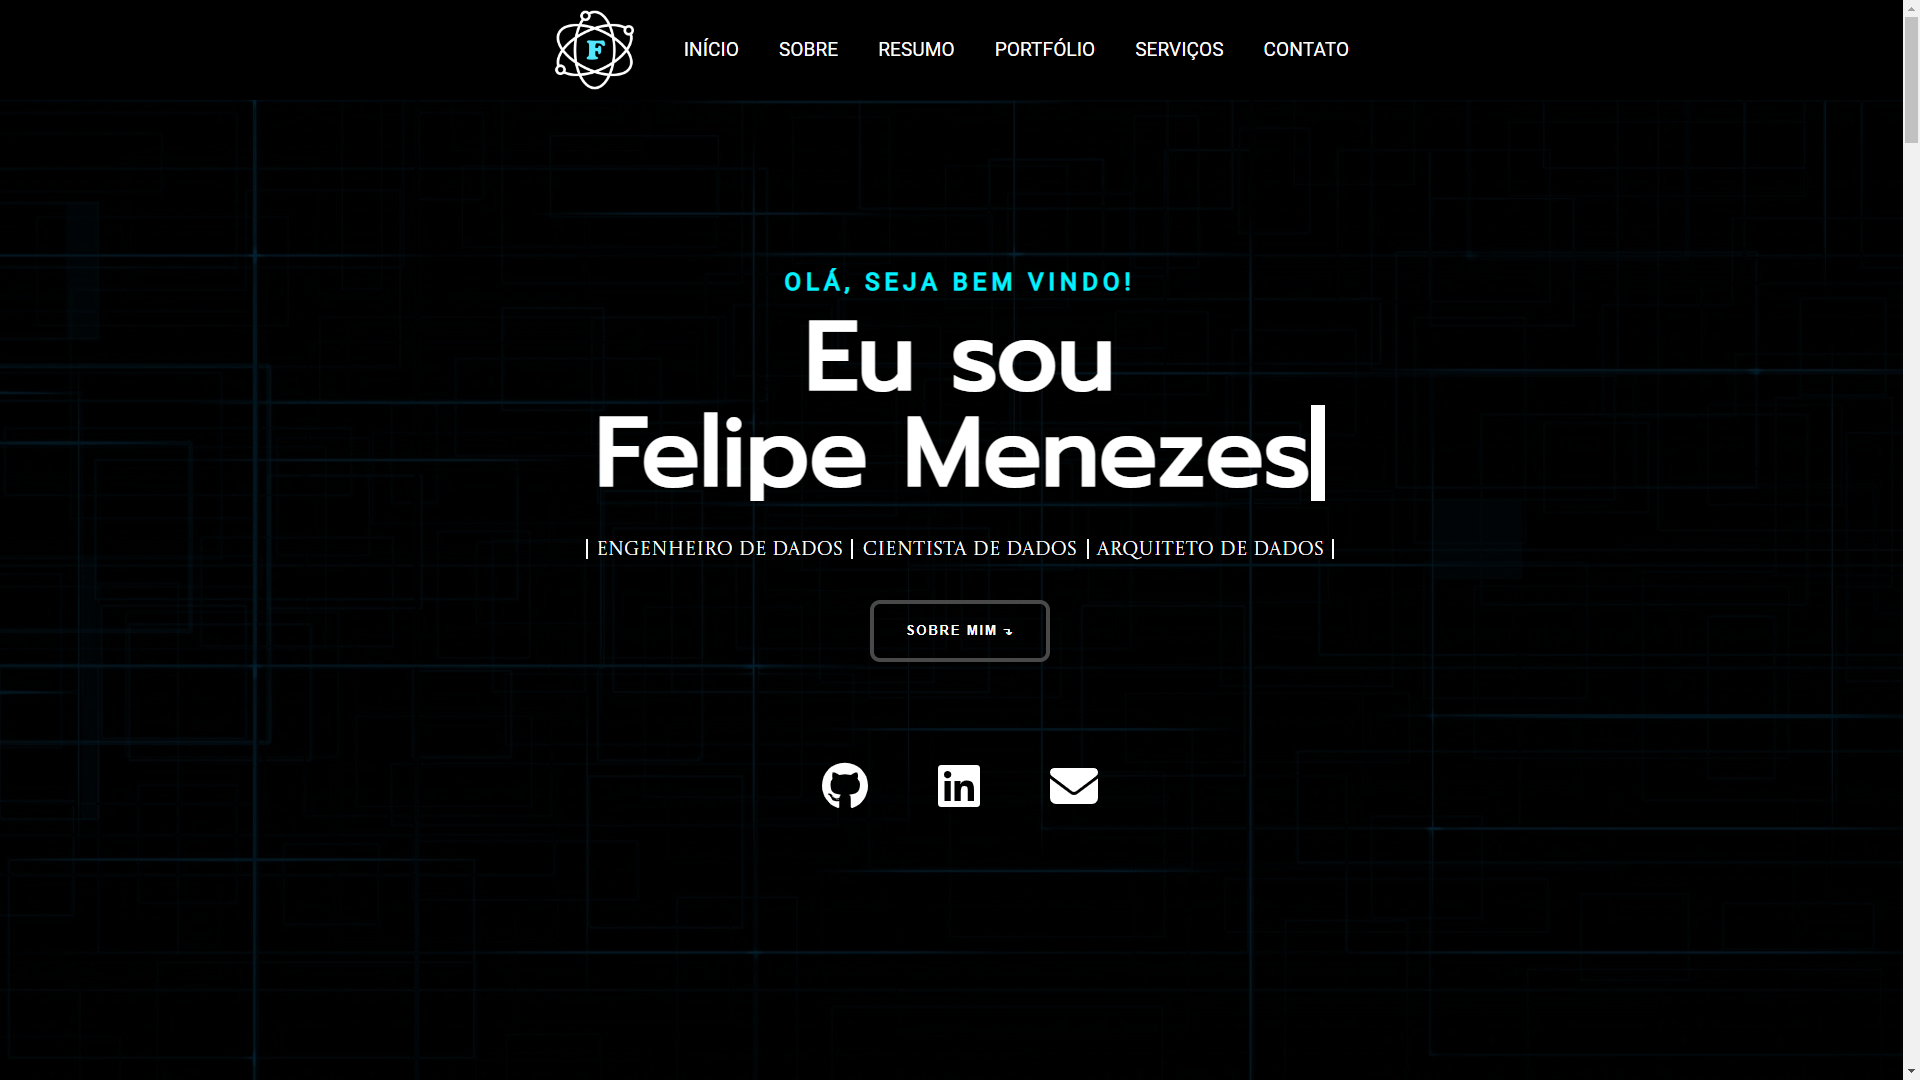 F
INÍCIO SOBRE RESUMO PORTFÓLIO SERVIÇOS CONTATO
OLÁ, SEJA BEM VINDO!
Eu sou
Felipe Menezes
| ENGENHEIRO DE DADOS | CIENTISTA DE DADOS | ARQUITETO DE DADOS |
SOBRE MIM ⤵
in